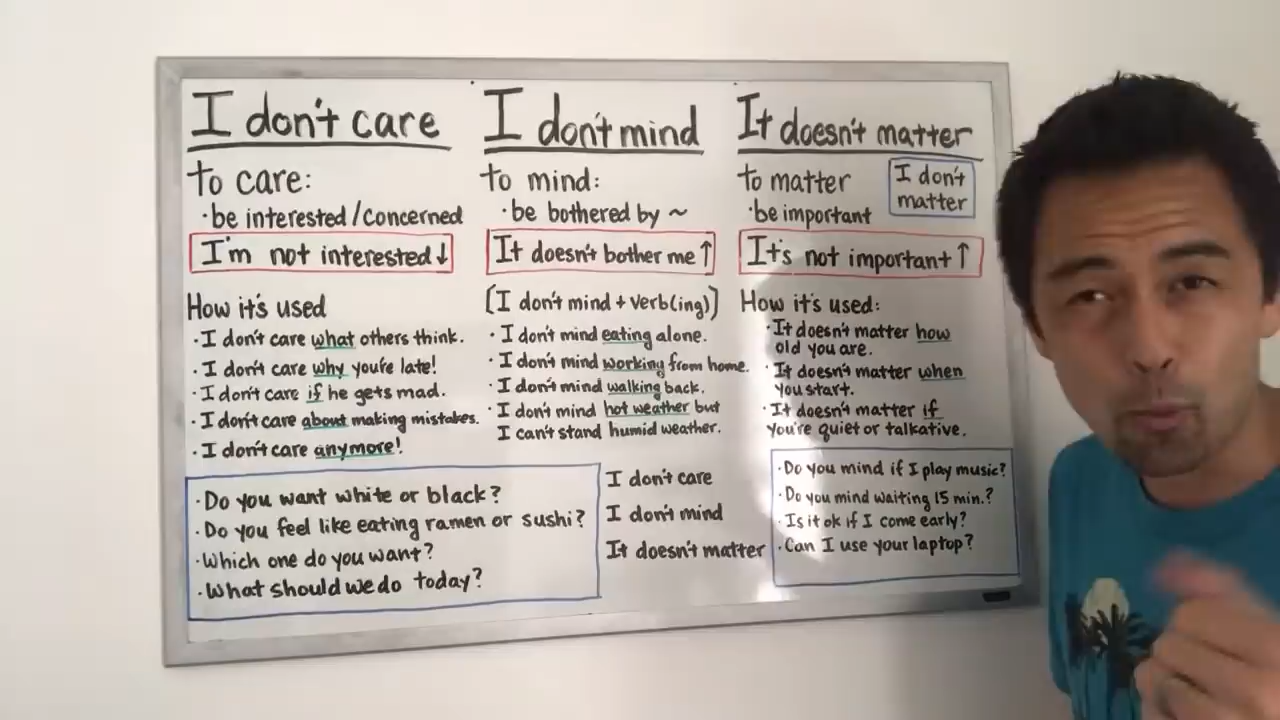 I don't care
to care:
· be interested/concerned
I'm not interested ↓
How it's used
· I don't care what others think.
· I don't care why you're late!
· I don't care if he gets mad.
· I don't care about making mistakes.
· I don't care anymore!
I don't mind
to mind:
· be bothered by ~
It doesn't bother me ↑
[I don't mind + verb(ing)]
· I don't mind eating alone.
· I don't mind working from home.
· I don't mind walking back.
· I don't mind hot weather but
I can't stand humid weather.
It doesn't matter
to matter
· be important
I don't
matter
It's not important ↑
How it's used:
· It doesn't matter how
old you are.
· It doesn't matter when
you start.
· It doesn't matter if
you're quiet or talkative.
· Do you want white or black?
· Do you feel like eating ramen or sushi?
· Which one do you want?
· What should we do today?
I don't care
I don't mind
It doesn't matter
· Do you mind if I play music?
· Do you mind waiting 15 min.?
· Is it ok if I come early?
· Can I use your laptop?